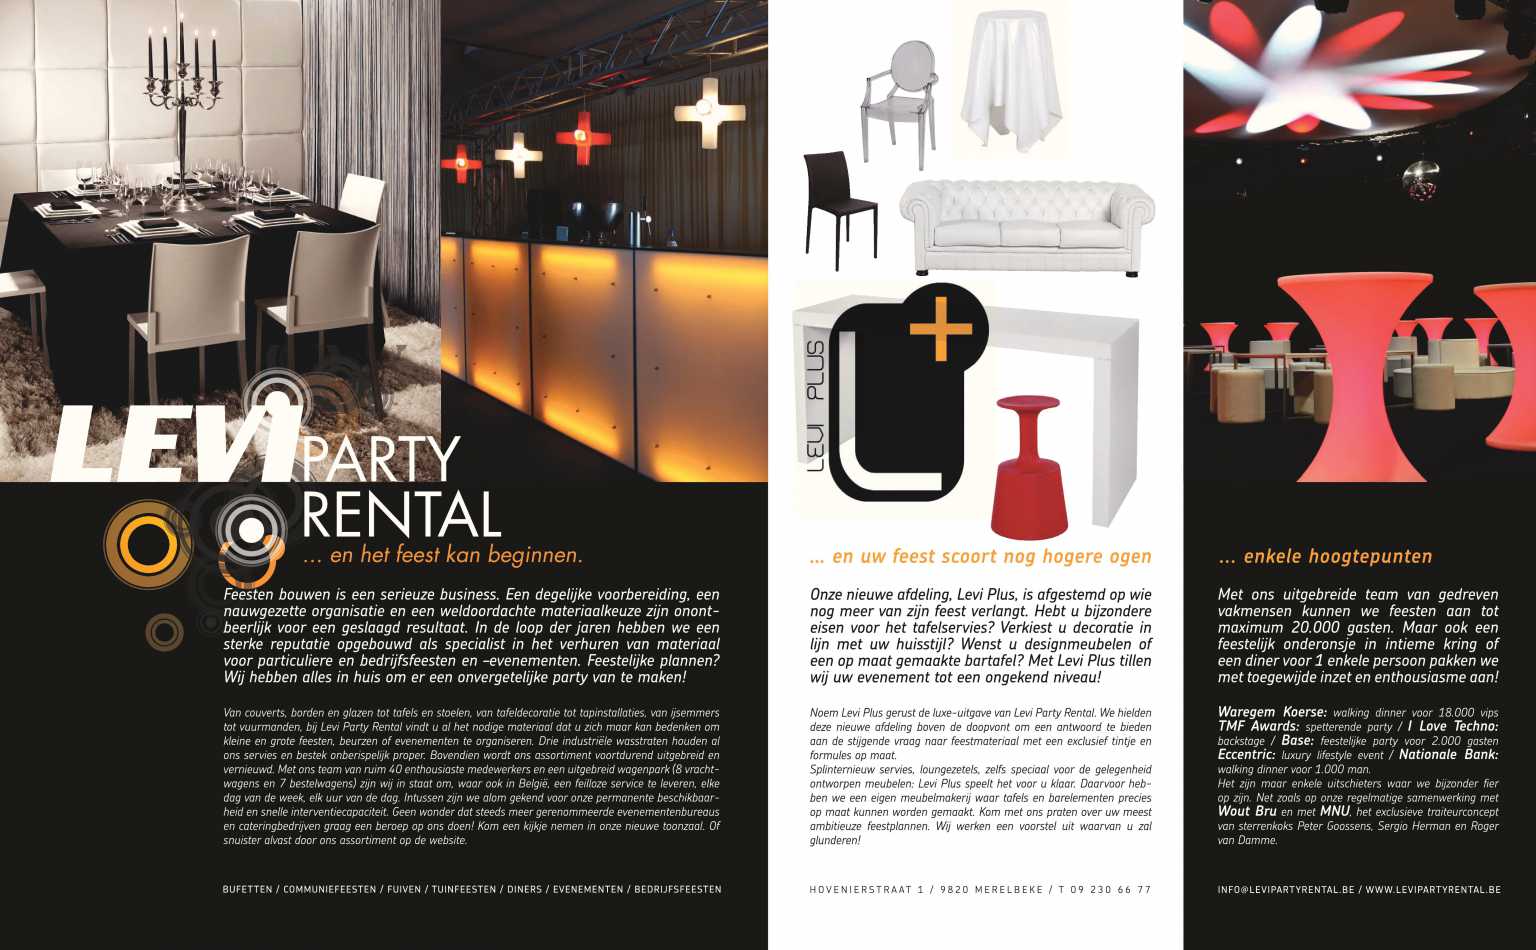 LEVI PARTY
RENTAL
... en het feest kan beginnen.
Feesten bouwen is een serieuze business. Een degelijke voorbereiding, een
nauwgezette organisatie en een weldoordachte materiaalkeuze zijn onont-
beerlijk voor een geslaagd resultaat. In de loop der jaren hebben we een
sterke reputatie opgebouwd als specialist in het verhuren van materiaal
voor particuliere en bedrijfsfeesten en -evenementen. Feestelijke plannen?
Wij hebben alles in huis om er een onvergetelijke party van te maken!
Van couverts, borden en glazen tot tafels en stoelen, van tafeldecoratie tot tapinstallaties, van ijsemmers
tot vuurmanden, bij Levi Party Rental vindt u al het nodige materiaal dat u zich maar kan bedenken om
kleine en grote feesten, beurzen of evenementen te organiseren. Drie industriële wasstraten houden al
ons servies en bestek onberispelijk proper. Bovendien wordt ons assortiment voortdurend uitgebreid en
vernieuwd. Met ons team van ruim 40 enthousiaste medewerkers en een uitgebreid wagenpark (8 vracht-
wagens en 7 bestelwagens) zijn wij in staat om, waar ook in België, een feilloze service te leveren, elke
dag van de week, elk uur van de dag. Intussen zijn we alom gekend voor onze permanente beschikbaar-
heid en snelle interventiecapaciteit. Geen wonder dat steeds meer gerenommeerde evenementenbureaus
en cateringbedrijven graag een beroep op ons doen! Kom een kijkje nemen in onze nieuwe toonzaal. Of
snuister alvast door ons assortiment op de website.
BUFETTEN / COMMUNIEFEESTEN / FUIVEN / TUINFEESTEN / DINERS / EVENEMENTEN / BEDRIJFSFEESTEN
LEVI PLUS
L+
... en uw feest scoort nog hogere ogen
Onze nieuwe afdeling, Levi Plus, is afgestemd op wie
nog meer van zijn feest verlangt. Hebt u bijzondere
eisen voor het tafelservies? Verkiest u decoratie in
lijn met uw huisstijl? Wenst u designmeubelen of
een op maat gemaakte bartafel? Met Levi Plus tillen
wij uw evenement tot een ongekend niveau!
Noem Levi Plus gerust de luxe-uitgave van Levi Party Rental. We hielden
deze nieuwe afdeling boven de doopvont om een antwoord te bieden
aan de stijgende vraag naar feestmateriaal met een exclusief tintje en
formules op maat.
Splinternieuw servies, loungezetels, zelfs speciaal voor de gelegenheid
ontworpen meubelen: Levi Plus speelt het voor u klaar. Daarvoor heb-
ben we een eigen meubelmakerij waar tafels en barelementen precies
op maat kunnen worden gemaakt. Kom met ons praten over uw meest
ambitieuze feestplannen. Wij werken een voorstel uit waarvan u zal
glunderen!
HOVENIERSTRAAT 1 / 9820 MERELBEKE / T 09 230 66 77
... enkele hoogtepunten
Met ons uitgebreide team van gedreven
vakmensen kunnen we feesten aan tot
maximum 20.000 gasten. Maar ook een
feestelijk onderonsje in intieme kring of
een diner voor 1 enkele persoon pakken we
met toegewijde inzet en enthousiasme aan!
Waregem Koerse: walking dinner voor 18.000 vips
TMF Awards: spetterende party / I Love Techno:
backstage / Base: feestelijke party voor 2.000 gasten
Eccentric: luxury lifestyle event / Nationale Bank:
walking dinner voor 1.000 man.
Het zijn maar enkele uitschieters waar we bijzonder fier
op zijn. Net zoals op onze regelmatige samenwerking met
Wout Bru en met MNU, het exclusieve traiteurconcept
van sterrenkoks Peter Goossens, Sergio Herman en Roger
van Damme.
INFO@LEVIPARTYRENTAL.BE / WWW.LEVIPARTYRENTAL.BE